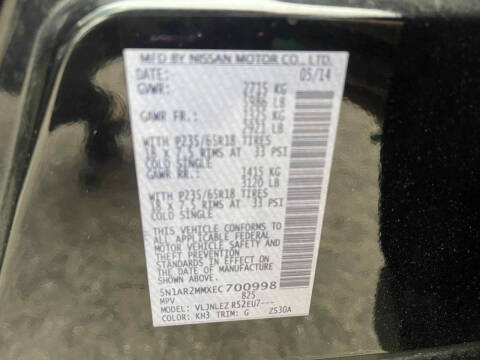 MFD BY NISSAN MOTOR CO., LTD.
DATE: 05/14
GVWR: 2715 KG
5986 LB
GAWR FR.: 1325 KG
2921 LB
WITH P235/65R18 TIRES
18 x 7.5 RIMS AT 33 PSI
COLD SINGLE
GAWR RR.: 1415 KG
3120 LB
WITH P235/65R18 TIRES
18 x 7.5 RIMS AT 33 PSI
COLD SINGLE
THIS VEHICLE CONFORMS TO
ALL APPLICABLE FEDERAL
MOTOR VEHICLE SAFETY AND
THEFT PREVENTION
STANDARDS IN EFFECT ON
THE DATE OF MANUFACTURE
SHOWN ABOVE
5N1AR2MMXEC700998
MPV 825
MODEL: VLJNLEZ R52EU7---
COLOR: KH3 TRIM: G ZS30A